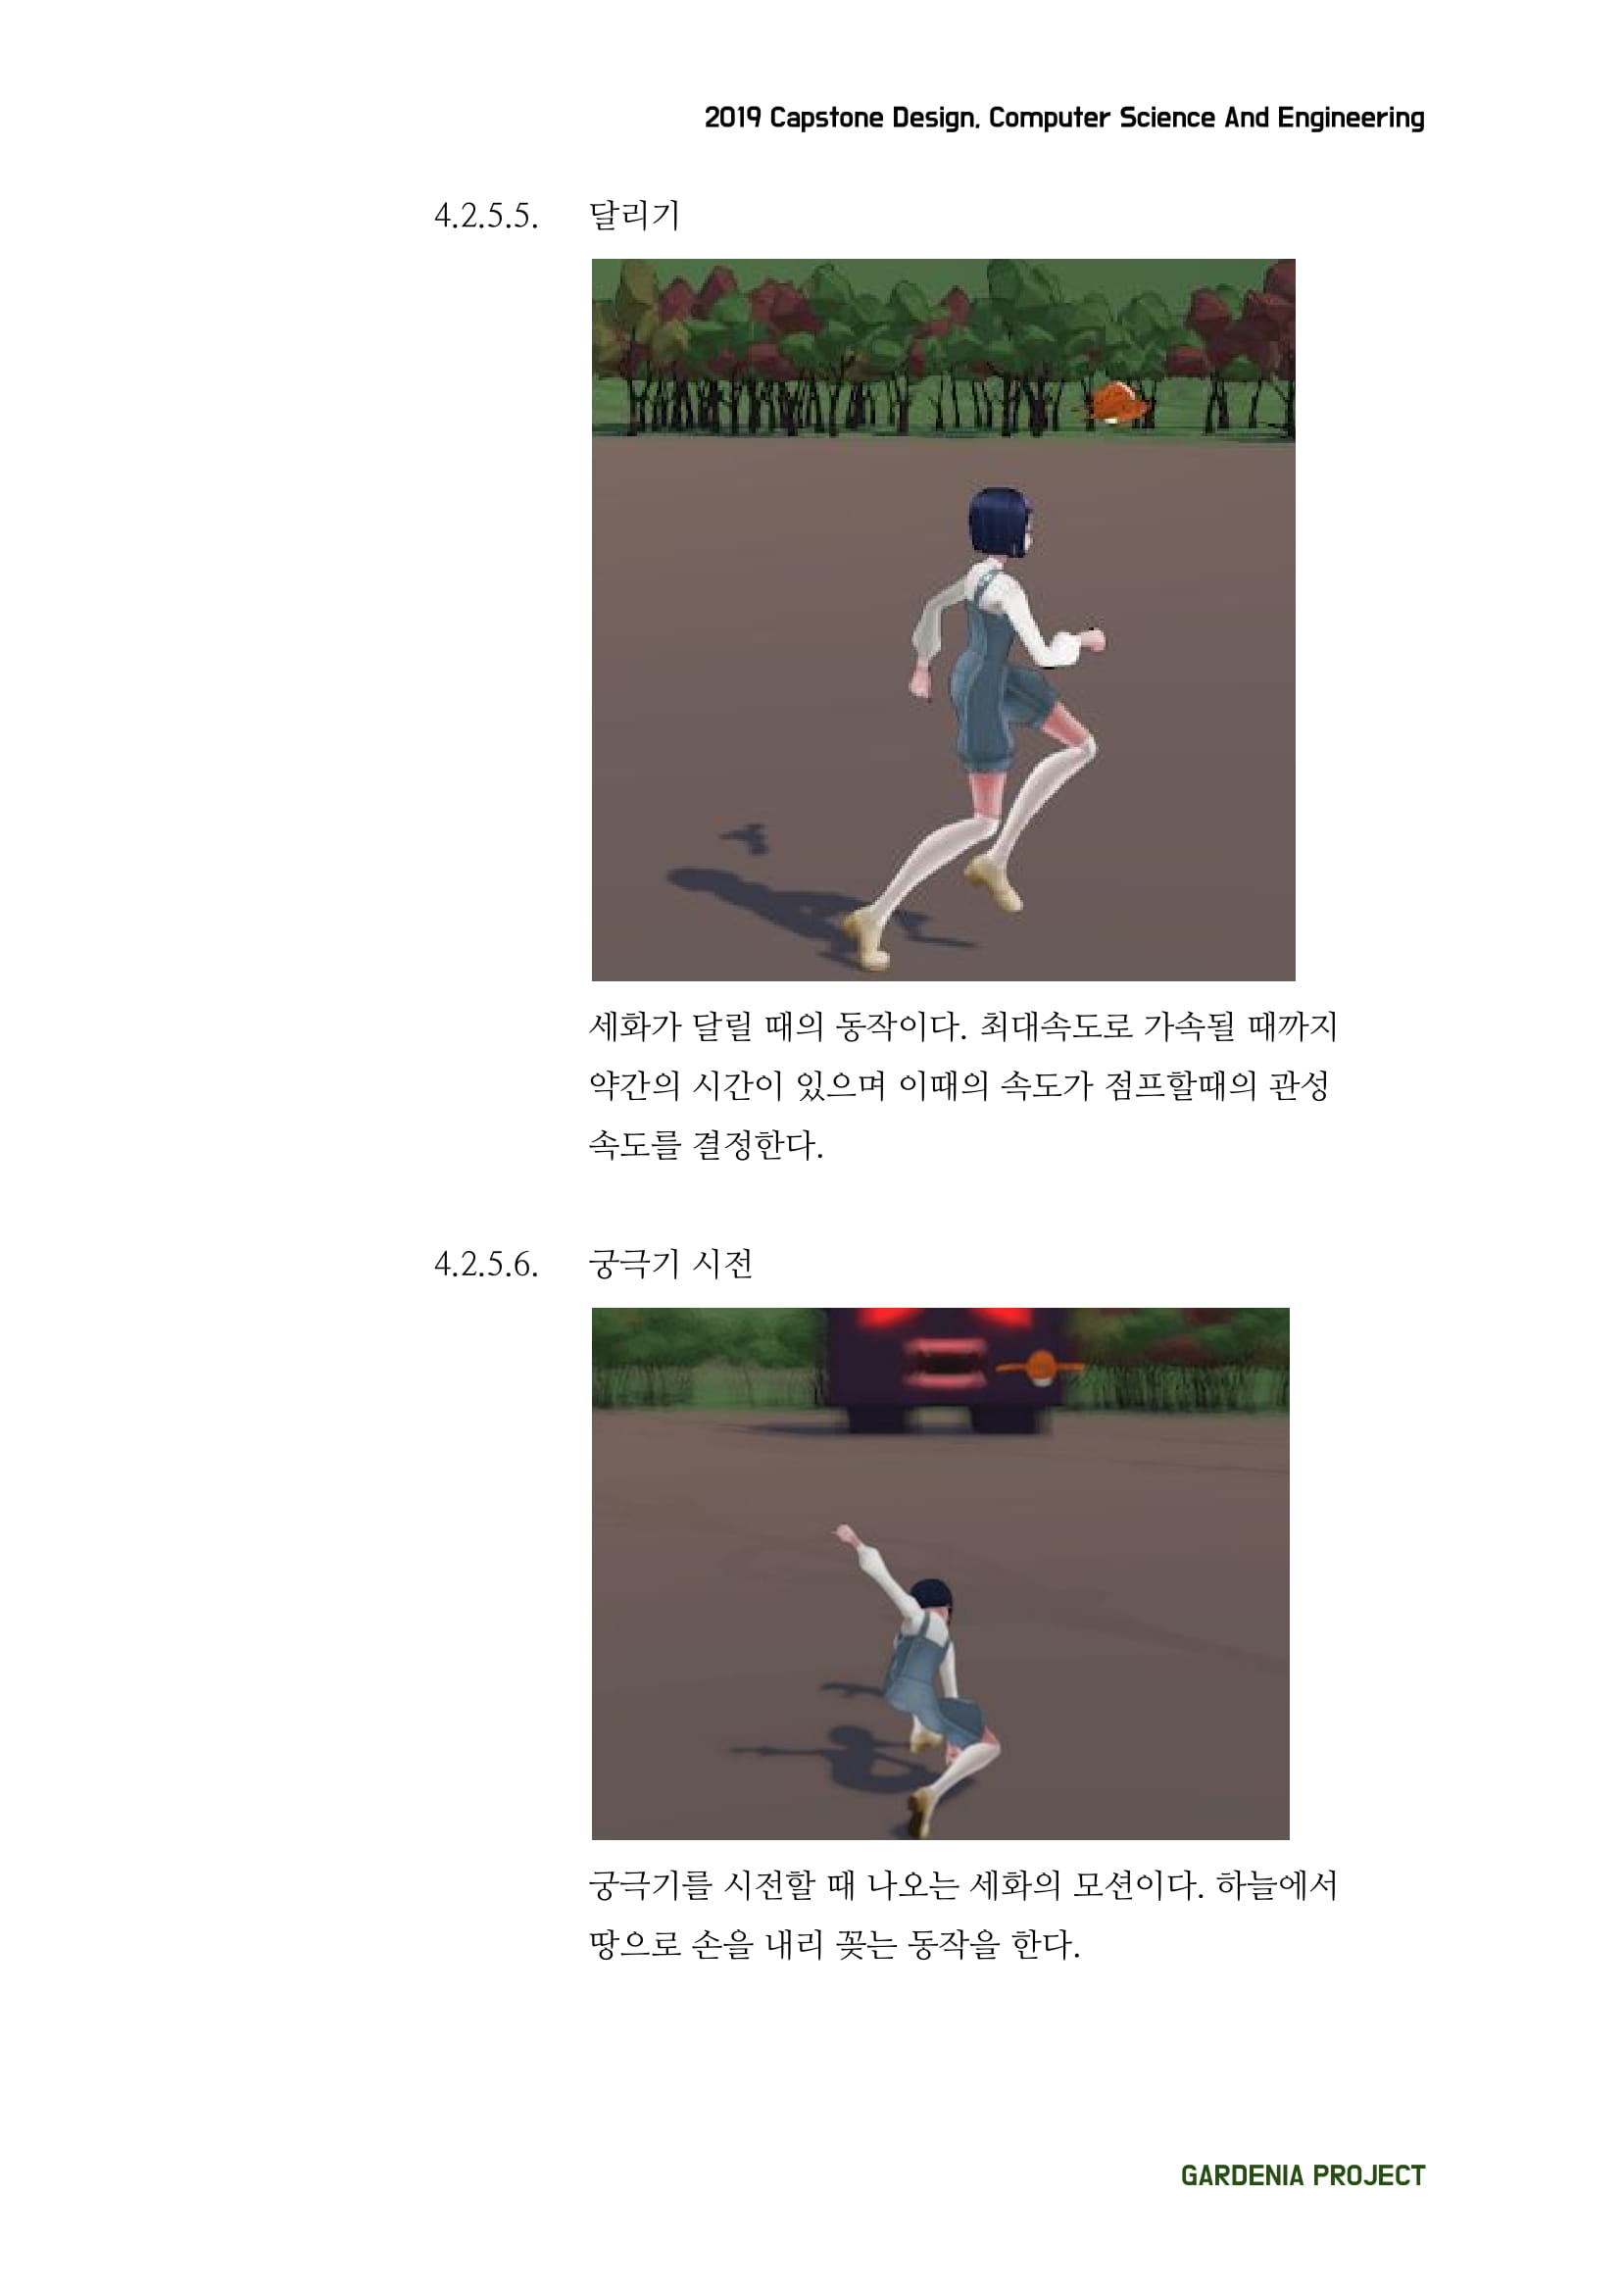 2019 Capstone Design, Computer Science And Engineering
4.2.5.5. 달리기
세화가 달릴 때의 동작이다. 최대속도로 가속될 때까지
약간의 시간이 있으며 이때의 속도가 점프할때의 관성
속도를 결정한다.
4.2.5.6. 궁극기 시전
궁극기를 시전할 때 나오는 세화의 모션이다. 하늘에서
땅으로 손을 내리 꽂는 동작을 한다.
GARDENIA PROJECT